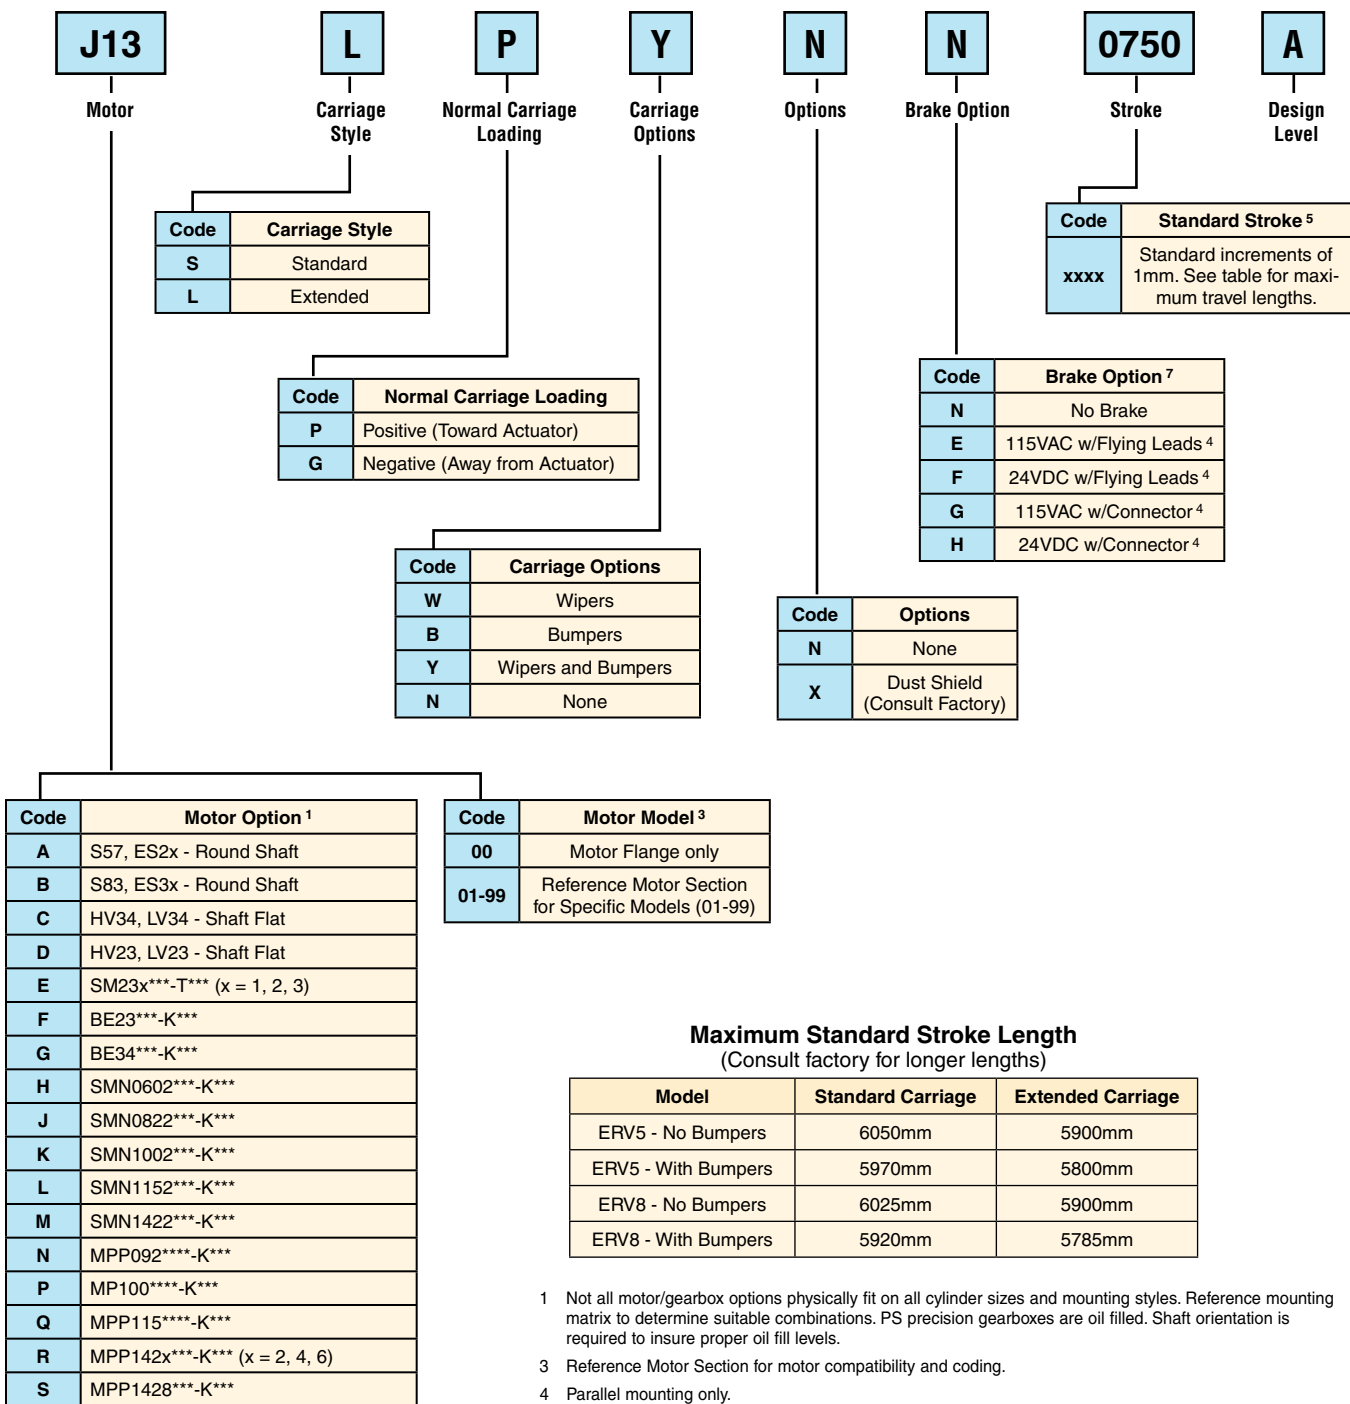 J13 L P Y N N 0750 A
Motor
Carriage
Style
Normal Carriage
Loading
Carriage
Options
Options
Brake Option
Stroke
Design
Level
Code Carriage Style
S Standard
L Extended
Code Standard Stroke 5
xxxx Standard increments of
1mm. See table for maxi-
mum travel lengths.
Code Normal Carriage Loading
P Positive (Toward Actuator)
G Negative (Away from Actuator)
Code Brake Option 7
N No Brake
E 115VAC w/Flying Leads 4
F 24VDC w/Flying Leads 4
G 115VAC w/Connector 4
H 24VDC w/Connector 4
Code Carriage Options
W Wipers
B Bumpers
Y Wipers and Bumpers
N None
Code Options
N None
X Dust Shield
(Consult Factory)
Code Motor Option 1
A S57, ES2x - Round Shaft
B S83, ES3x - Round Shaft
C HV34, LV34 - Shaft Flat
D HV23, LV23 - Shaft Flat
E SM23x***-T*** (x = 1, 2, 3)
F BE23***-K***
G BE34***-K***
H SMN0602***-K***
J SMN0822***-K***
K SMN1002***-K***
L SMN1152***-K***
M SMN1422***-K***
N MPP092****-K***
P MP100****-K***
Q MPP115****-K***
R MPP142x***-K*** (x = 2, 4, 6)
S MPP1428***-K***
Code Motor Model 3
00 Motor Flange only
01-99 Reference Motor Section
for Specific Models (01-99)
Maximum Standard Stroke Length
(Consult factory for longer lengths)
Model Standard Carriage Extended Carriage
ERV5 - No Bumpers 6050mm 5900mm
ERV5 - With Bumpers 5970mm 5800mm
ERV8 - No Bumpers 6025mm 5900mm
ERV8 - With Bumpers 5920mm 5785mm
1 Not all motor/gearbox options physically fit on all cylinder sizes and mounting styles. Reference mounting
matrix to determine suitable combinations. PS precision gearboxes are oil filled. Shaft orientation is
required to insure proper oil fill levels.
3 Reference Motor Section for motor compatibility and coding.
4 Parallel mounting only.